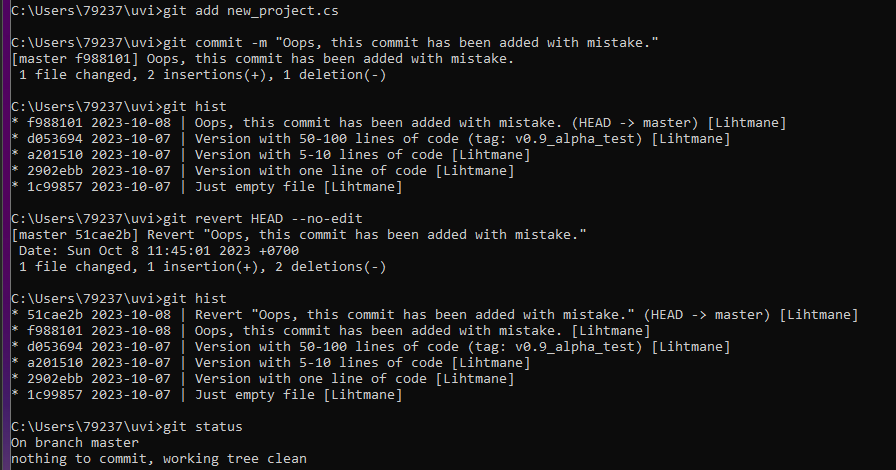 C:\Users\79237\uvi>git add new_project.cs
C:\Users\79237\uvi>git commit -m "Oops, this commit has been added with mistake."
[master f988101] Oops, this commit has been added with mistake.
 1 file changed, 2 insertions(+), 1 deletion(-)
C:\Users\79237\uvi>git hist
* f988101 2023-10-08 | Oops, this commit has been added with mistake. (HEAD -> master) [Lihtmane]
* d053694 2023-10-07 | Version with 50-100 lines of code (tag: v0.9_alpha_test) [Lihtmane]
* a201510 2023-10-07 | Version with 5-10 lines of code [Lihtmane]
* 2902ebb 2023-10-07 | Version with one line of code [Lihtmane]
* 1c99857 2023-10-07 | Just empty file [Lihtmane]
C:\Users\79237\uvi>git revert HEAD --no-edit
[master 51cae2b] Revert "Oops, this commit has been added with mistake."
 Date: Sun Oct 8 11:45:01 2023 +0700
 1 file changed, 1 insertion(+), 2 deletions(-)
C:\Users\79237\uvi>git hist
* 51cae2b 2023-10-08 | Revert "Oops, this commit has been added with mistake." (HEAD -> master) [Lihtmane]
* f988101 2023-10-08 | Oops, this commit has been added with mistake. [Lihtmane]
* d053694 2023-10-07 | Version with 50-100 lines of code (tag: v0.9_alpha_test) [Lihtmane]
* a201510 2023-10-07 | Version with 5-10 lines of code [Lihtmane]
* 2902ebb 2023-10-07 | Version with one line of code [Lihtmane]
* 1c99857 2023-10-07 | Just empty file [Lihtmane]
C:\Users\79237\uvi>git status
On branch master
nothing to commit, working tree clean